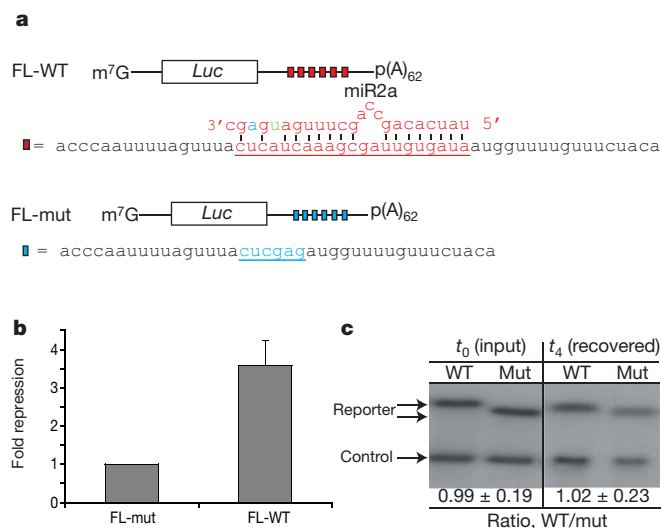 a
FL-WT m⁷G Luc p(A)₆₂
miR2a
3′cgaguaguuucgaccgacacuau 5′
= acccaauuuuaguuuacucaucaaagcgauugugauaaugguuuuguuucuaca
FL-mut m⁷G Luc p(A)₆₂
= acccaauuuuaguuuacucgagaugguuuuguuucuaca
b
Fold repression
4
3
2
1
0
FL-mut FL-WT
c
t₀ (input) t₄ (recovered)
WT Mut WT Mut
Reporter
Control
0.99 ± 0.19 1.02 ± 0.23
Ratio, WT/mut